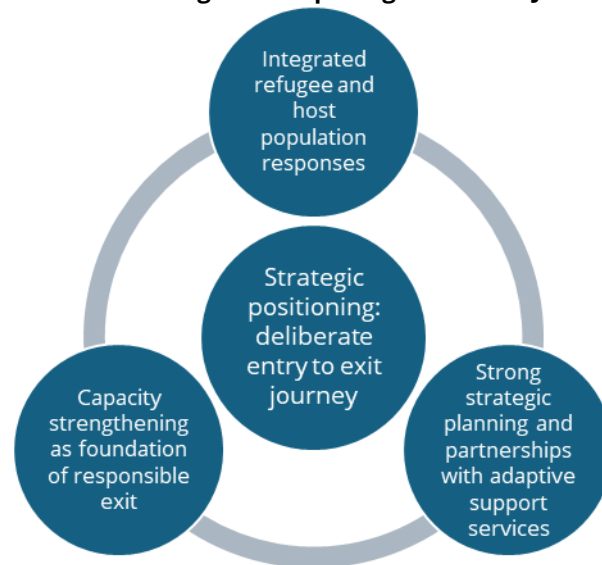 Integrated
refugee and
host
population
responses
Strategic
positioning:
deliberate
entry to exit
journey
Capacity
strengthening
as foundation
of responsible
exit
Strong
strategic
planning and
partnerships
with adaptive
support
services